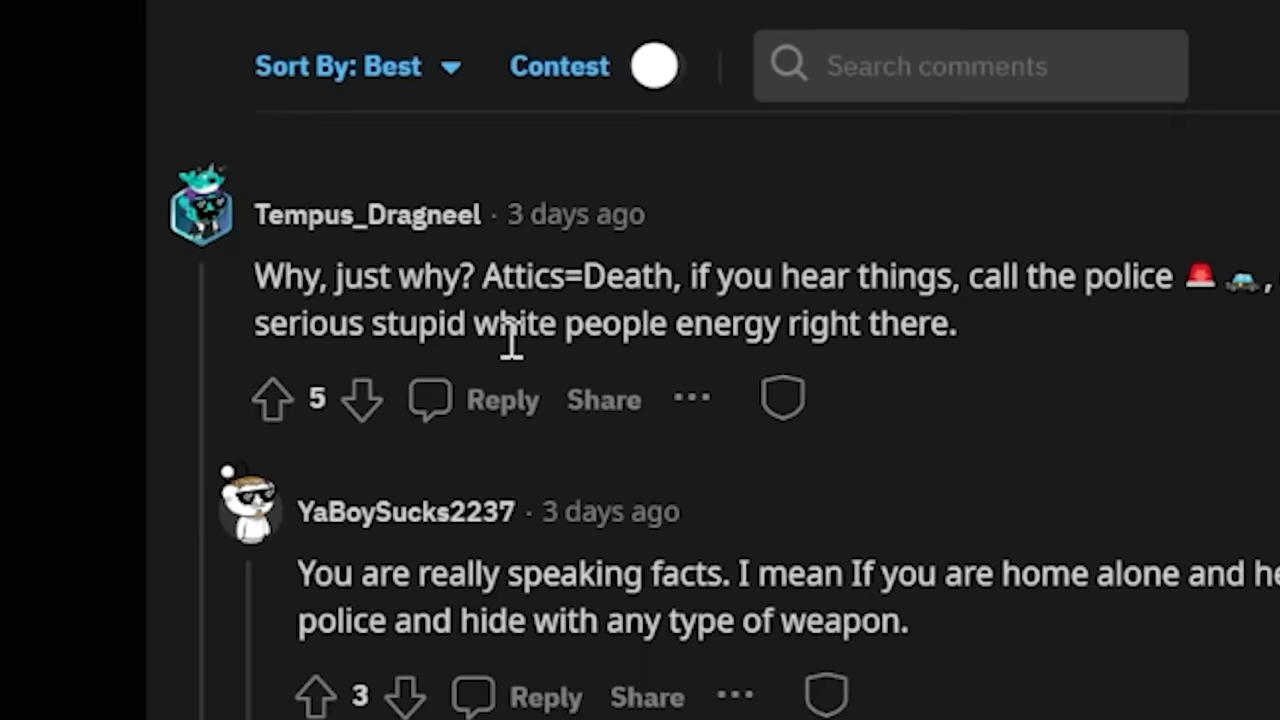 Sort By: Best Contest Search comments
Tempus_Dragneel · 3 days ago
Why, just why? Attics=Death, if you hear things, call the police 🚨 🚓,
serious stupid white people energy right there.
5 Reply Share ···
YaBoySucks2237 · 3 days ago
You are really speaking facts. I mean If you are home alone and he
police and hide with any type of weapon.
3 Reply Share ···